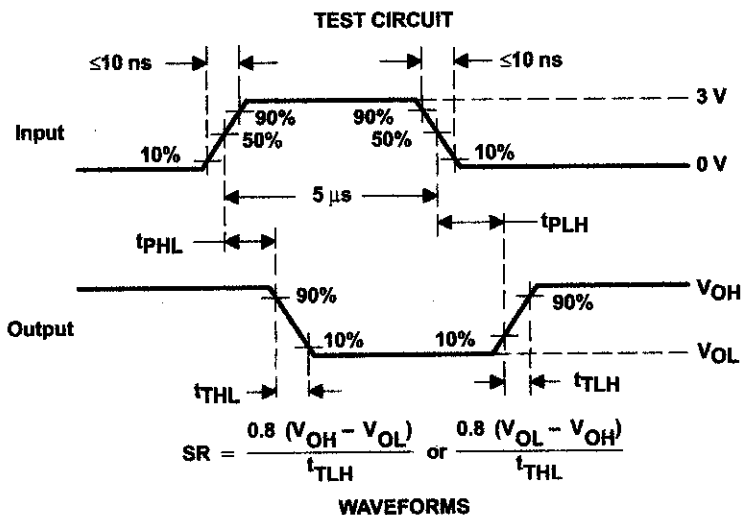 TEST CIRCUIT
≤10 ns
≤10 ns
3 V
90%
90%
Input
50%
50%
10%
10%
0 V
5 μs
tPHL
tPLH
VOH
90%
90%
Output
10%
10%
VOL
tTHL
tTLH
SR = 0.8 (VOH – VOL) / tTLH or 0.8 (VOL – VOH) / tTHL
WAVEFORMS